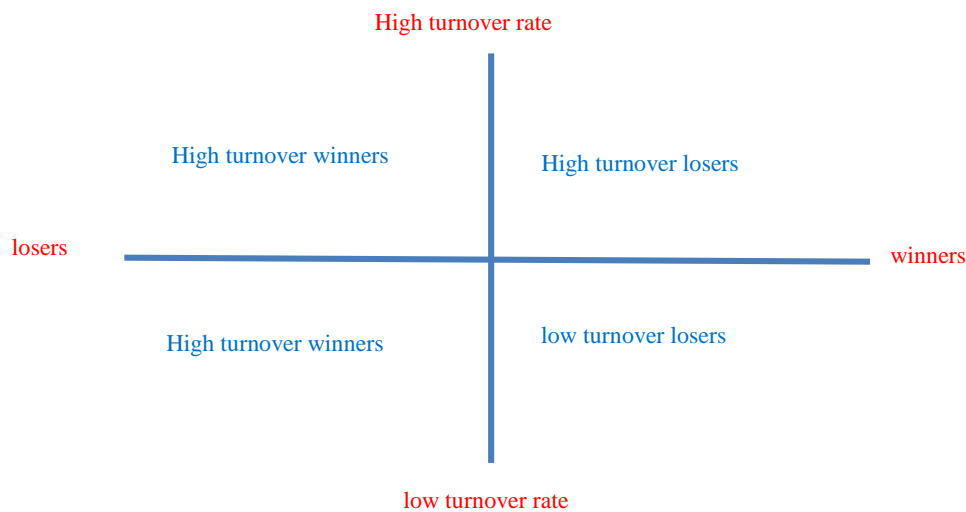 High turnover rate
High turnover winners
High turnover losers
losers
winners
High turnover winners
low turnover losers
low turnover rate